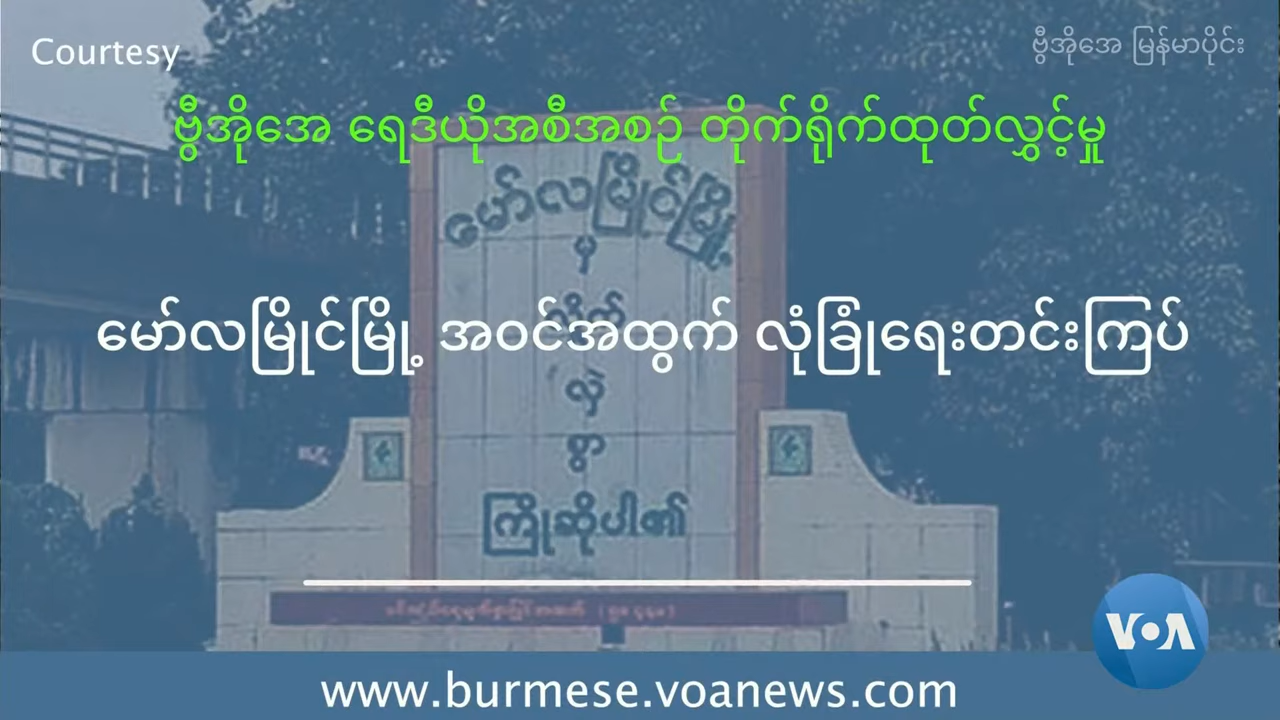 Courtesy
ဗွီအိုအေ မြန်မာပိုင်း
ဗွီအိုအေ ရေဒီယိုအစီအစဉ် တိုက်ရိုက်ထုတ်လွှင့်မှု
မော်လမြိုင်မြို့
မှ
မော်လမြိုင်မြို့ အဝင်အထွက် လုံခြုံရေးတင်းကြပ်
လှဲ
စွာ
ကြိုဆိုပါ၏
VOA
www.burmese.voanews.com